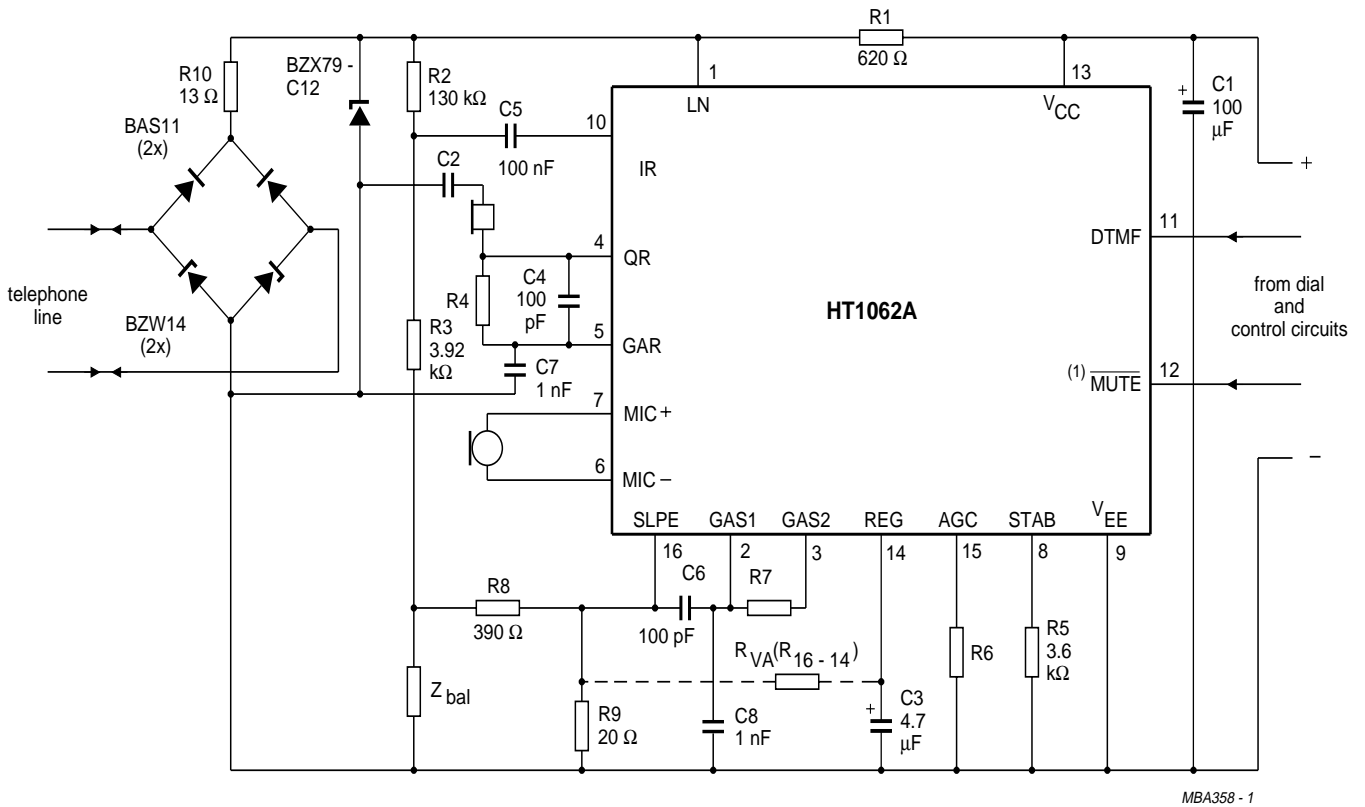 R1
620 Ω
R10
13 Ω
BZX79 -
C12
R2
130 kΩ
1
LN
13
VCC
+
C1
100
μF
BAS11
(2x)
C5
100 nF
10
IR
+
C2
4
QR
DTMF
11
telephone
line
R4
C4
100
pF
HT1062A
from dial
and
control circuits
BZW14
(2x)
R3
3.92
kΩ
5
GAR
C7
1 nF
(1) MUTE
12
7
MIC +
6
MIC −
−
SLPE
GAS1
GAS2
REG
AGC
STAB
VEE
16
2
3
14
15
8
9
C6
100 pF
R7
R8
390 Ω
RVA(R16 - 14)
R6
R5
3.6
kΩ
Zbal
R9
20 Ω
C8
1 nF
+
C3
4.7
μF
MBA358 - 1